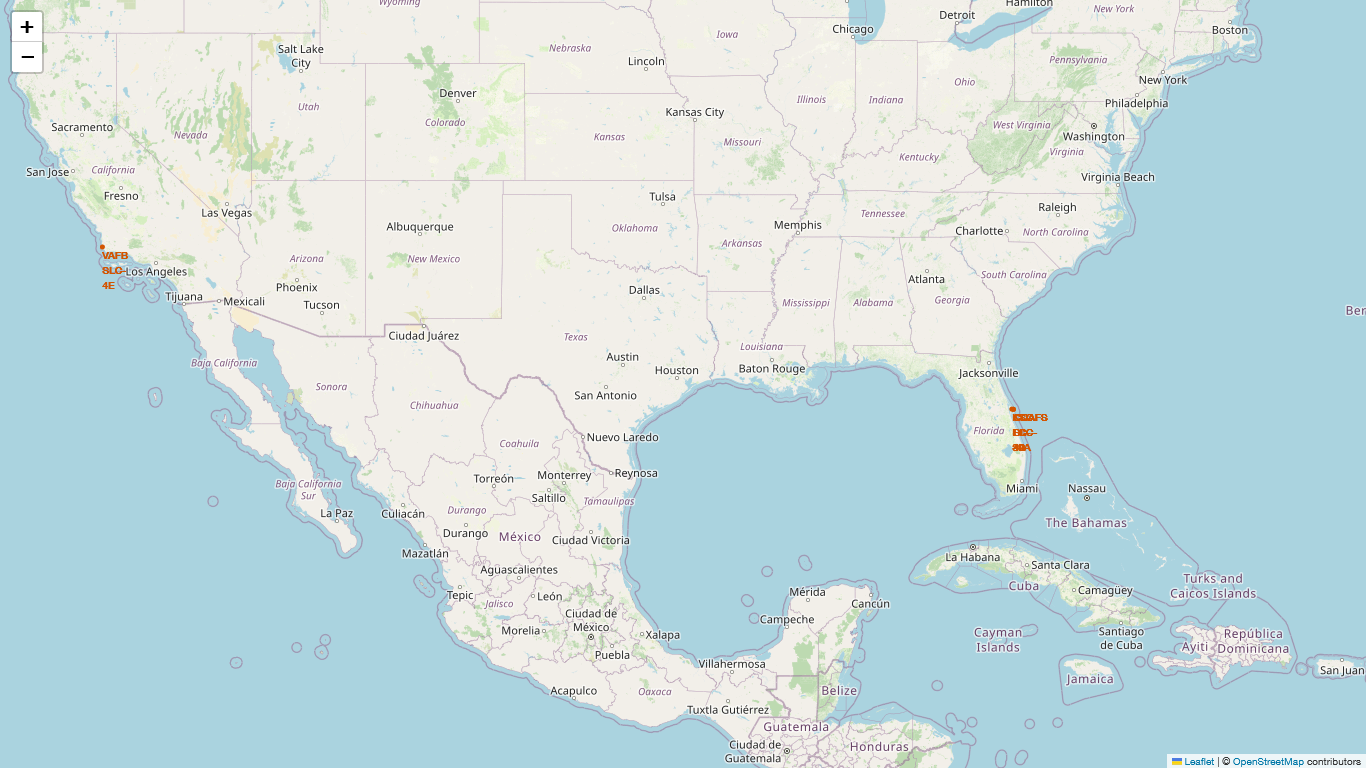 +
−
Wyoming
Hamilton
New York
Chicago
Detroit
Boston
Iowa
Nebraska
Salt Lake
City
Lincoln
Pennsylvania
New York
Ohio
Denver
Illinois
Indiana
Philadelphia
Utah
Kansas City
Colorado
Sacramento
Nevada
Kansas
Missouri
West Virginia
Washington
Virginia
Kentucky
San Jose
California
Fresno
Tulsa
Virginia Beach
Las Vegas
Raleigh
Albuquerque
Oklahoma
Memphis
Tennessee
Charlotte
North Carolina
Arkansas
VAFB
SLC-
4E
Los Angeles
Arizona
New Mexico
Atlanta
South Carolina
Phoenix
Dallas
Tijuana
Mexicali
Tucson
Mississippi
Alabama
Georgia
Ciudad Juárez
Texas
Louisiana
Austin
Houston
Baton Rouge
Jacksonville
Baja California
Sonora
San Antonio
Chihuahua
Florida
Coahuila
Nuevo Laredo
Reynosa
Torreón
Monterrey
Baja California
Sur
Saltillo
Tamaulipas
Miami
Nassau
La Paz
Culiacán
Durango
Durango
México
Ciudad Victoria
The Bahamas
Mazatlán
La Habana
Santa Clara
Aguascalientes
Cuba
Camagüey
Turks and
Caicos Islands
Tepic
León
Jalisco
Mérida
Cancún
Ciudad de
México
Campeche
Morelia
Xalapa
Cayman
Islands
Santiago
de Cuba
República
Dominicana
Ayiti
Puebla
Villahermosa
San Juan
Jamaica
Acapulco
Oaxaca
Belize
Tuxtla Gutiérrez
Guatemala
Ciudad de
Guatemala
Honduras
Leaflet | © OpenStreetMap contributors